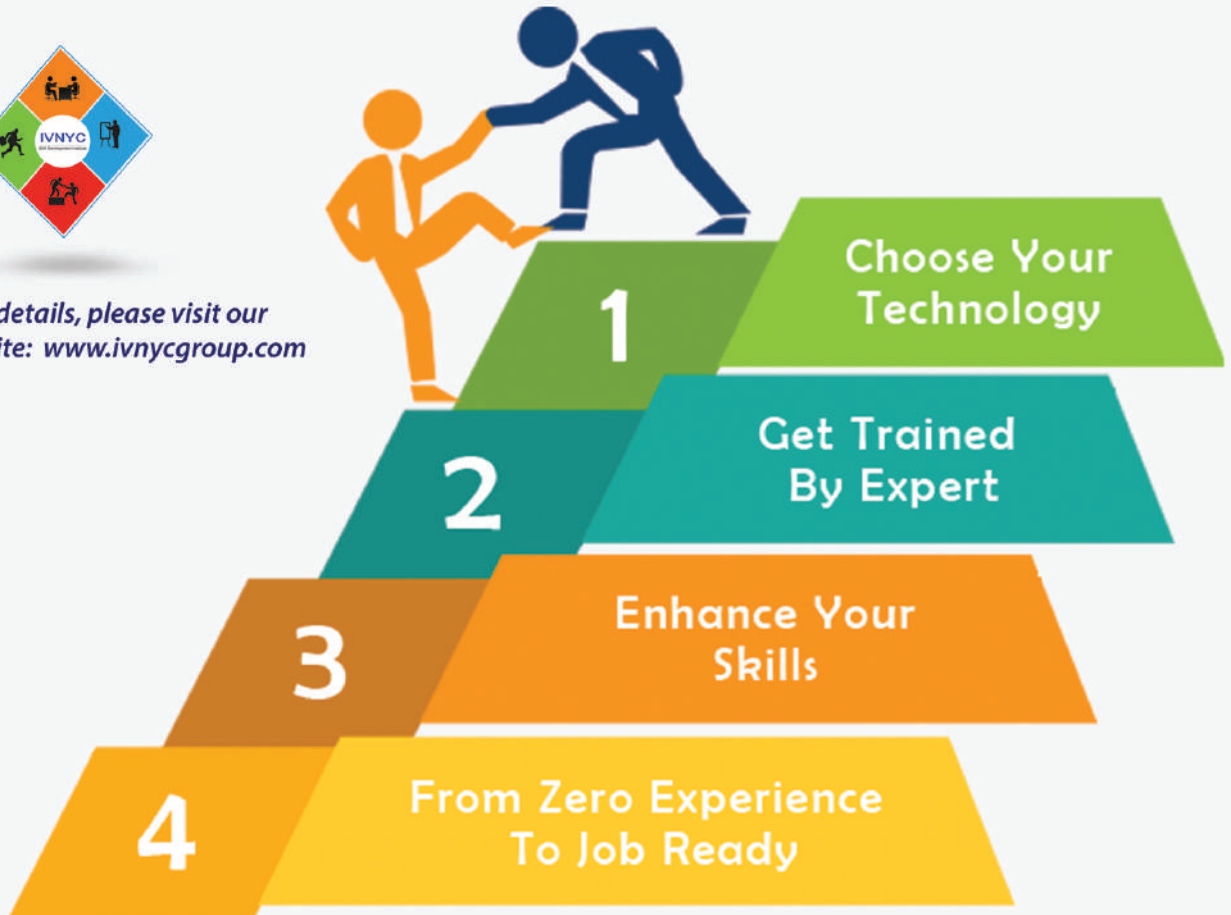 IVNYC
details, please visit our
ite: www.ivnycgroup.com
1
Choose Your
Technology
2
Get Trained
By Expert
3
Enhance Your
Skills
4
From Zero Experience
To Job Ready